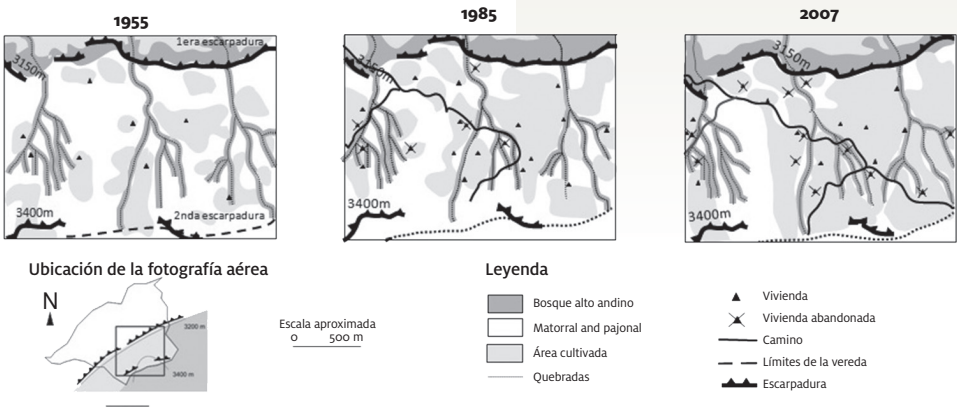 1955
1985
2007
1era escarpadura
3150m
3400m
2nda escarpadura
3150m
3400m
3150m
3400m
Ubicación de la fotografía aérea
N
3200 m
3400 m
Escala aproximada
0 500 m
Leyenda
Bosque alto andino
Matorral and pajonal
Área cultivada
Quebradas
Vivienda
Vivienda abandonada
Camino
Límites de la vereda
Escarpadura